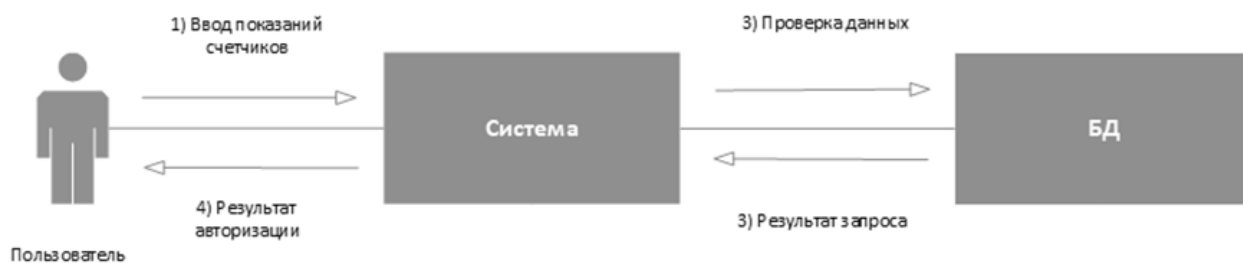 1) Ввод показаний
счетчиков
3) Проверка данных
Система
БД
4) Результат
авторизации
3) Результат запроса
Пользователь